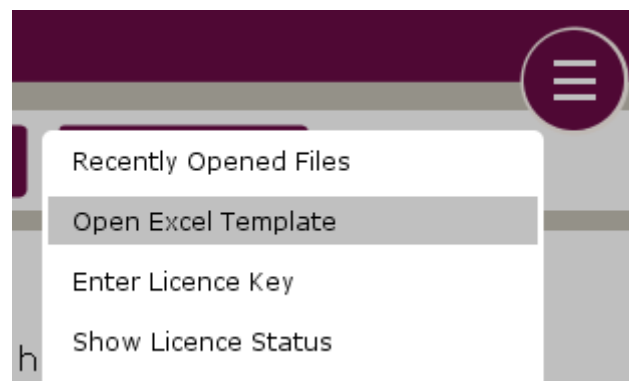 Recently Opened Files
Open Excel Template
Enter Licence Key
h
Show Licence Status